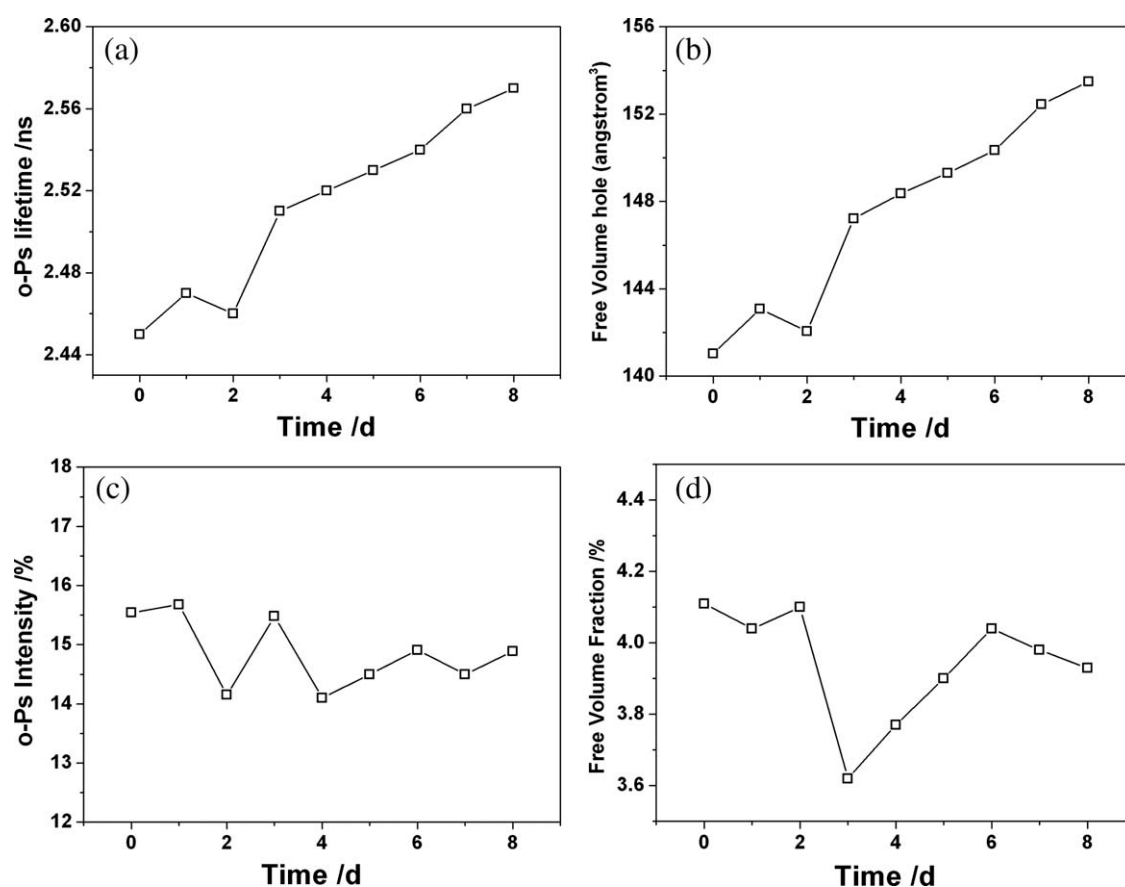 (a)
2.60
2.56
2.52
2.48
2.44
o-Ps lifetime /ns
0 2 4 6 8
Time /d
(b)
156
152
148
144
140
Free Volume hole (angstrom³)
0 2 4 6 8
Time /d
(c)
18
17
16
15
14
13
12
o-Ps Intensity /%
0 2 4 6 8
Time /d
(d)
4.4
4.2
4.0
3.8
3.6
Free Volume Fraction /%
0 2 4 6 8
Time /d